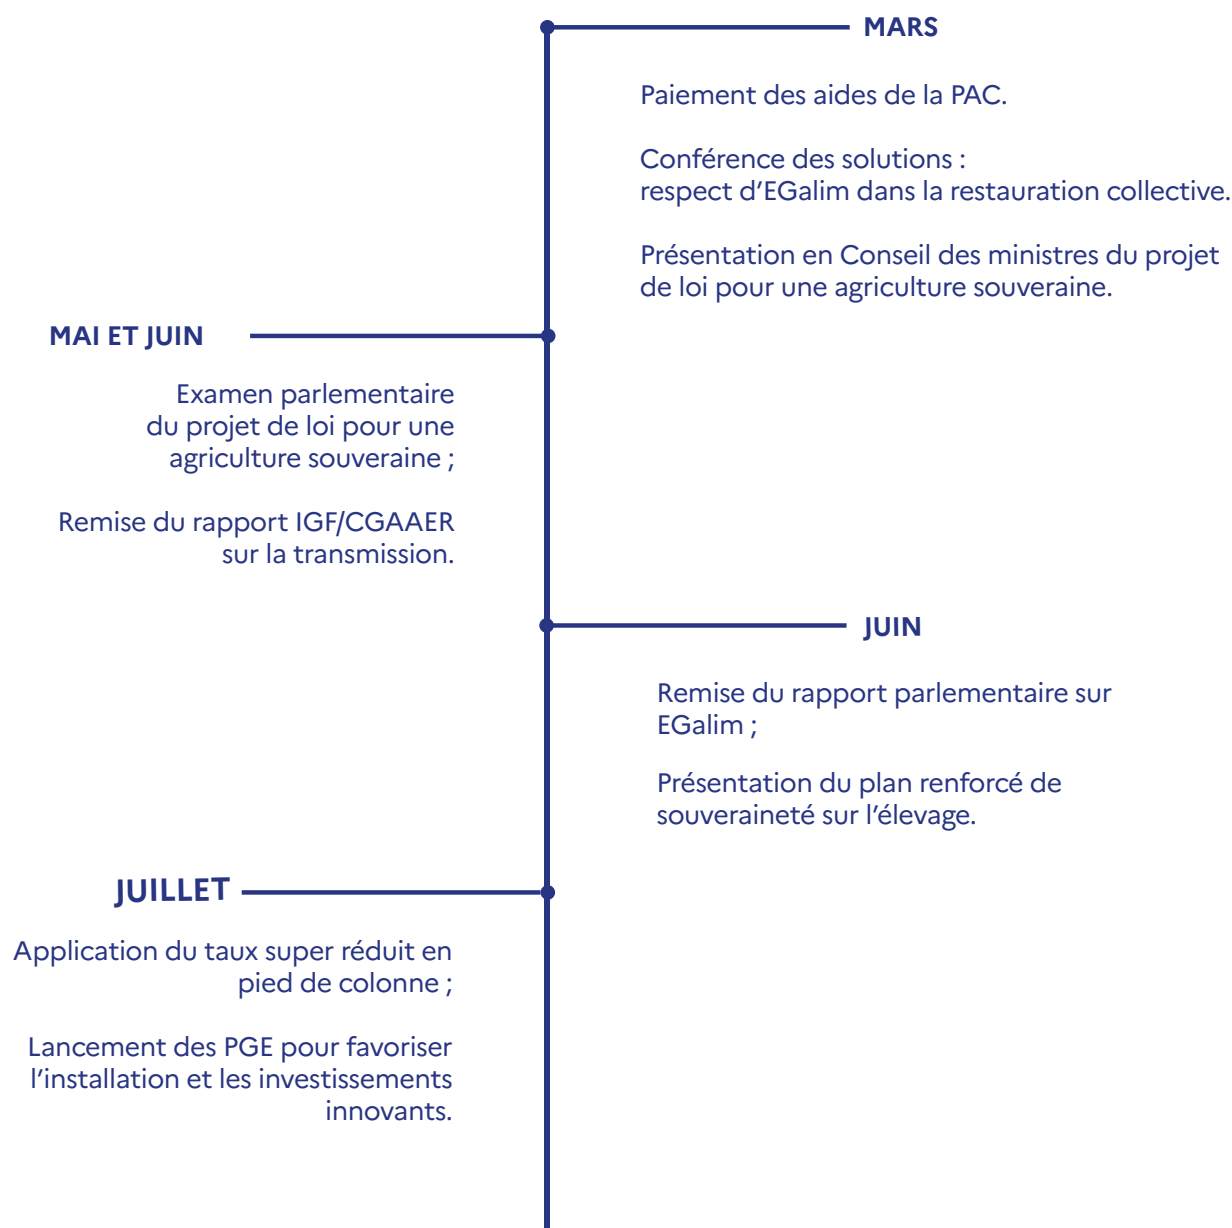 MARS
Paiement des aides de la PAC.
Conférence des solutions :
respect d’EGalim dans la restauration collective.
Présentation en Conseil des ministres du projet
de loi pour une agriculture souveraine.
MAI ET JUIN
Examen parlementaire
du projet de loi pour une
agriculture souveraine ;
Remise du rapport IGF/CGAAER
sur la transmission.
JUIN
Remise du rapport parlementaire sur
EGalim ;
Présentation du plan renforcé de
souveraineté sur l’élevage.
JUILLET
Application du taux super réduit en
pied de colonne ;
Lancement des PGE pour favoriser
l’installation et les investissements
innovants.